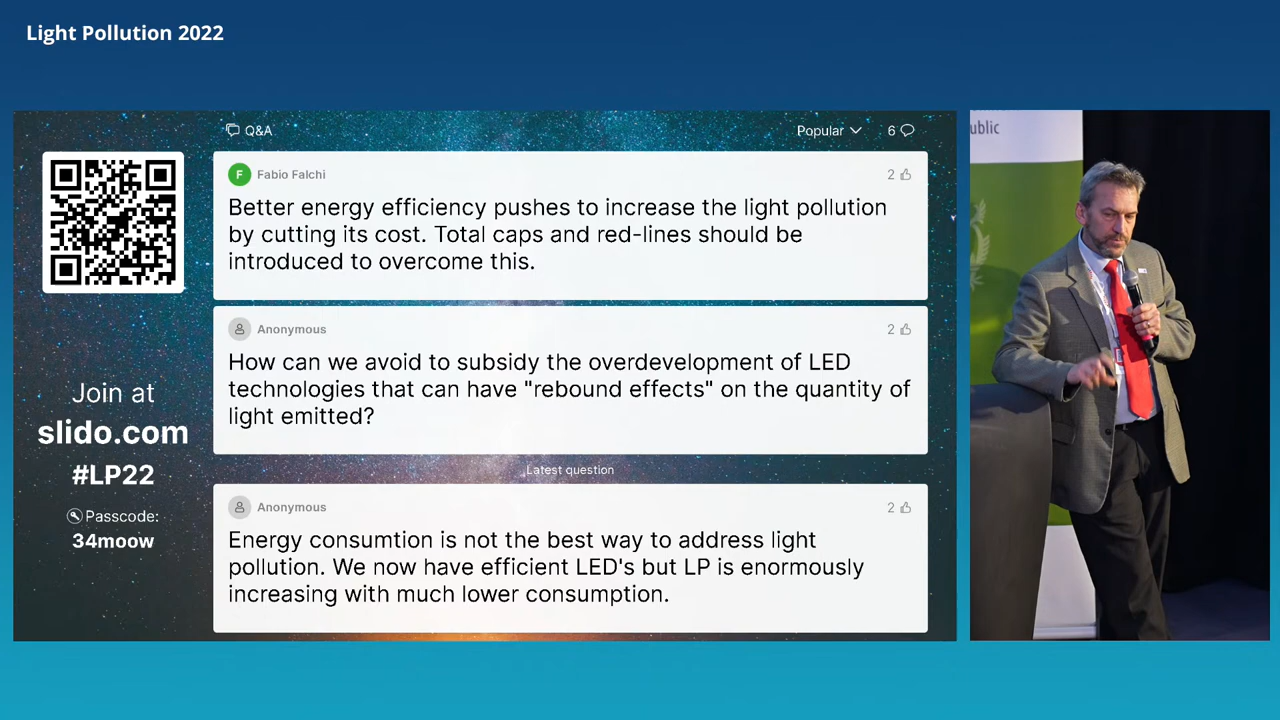 Light Pollution 2022
Q&A
Popular
6
F
Fabio Falchi
2
Better energy efficiency pushes to increase the light pollution
by cutting its cost. Total caps and red-lines should be
introduced to overcome this.
Anonymous
2
How can we avoid to subsidy the overdevelopment of LED
technologies that can have "rebound effects" on the quantity of
light emitted?
Latest question
Anonymous
2
Energy consumtion is not the best way to address light
pollution. We now have efficient LED's but LP is enormously
increasing with much lower consumption.
Join at
slido.com
#LP22
Passcode:
34moow
ublic